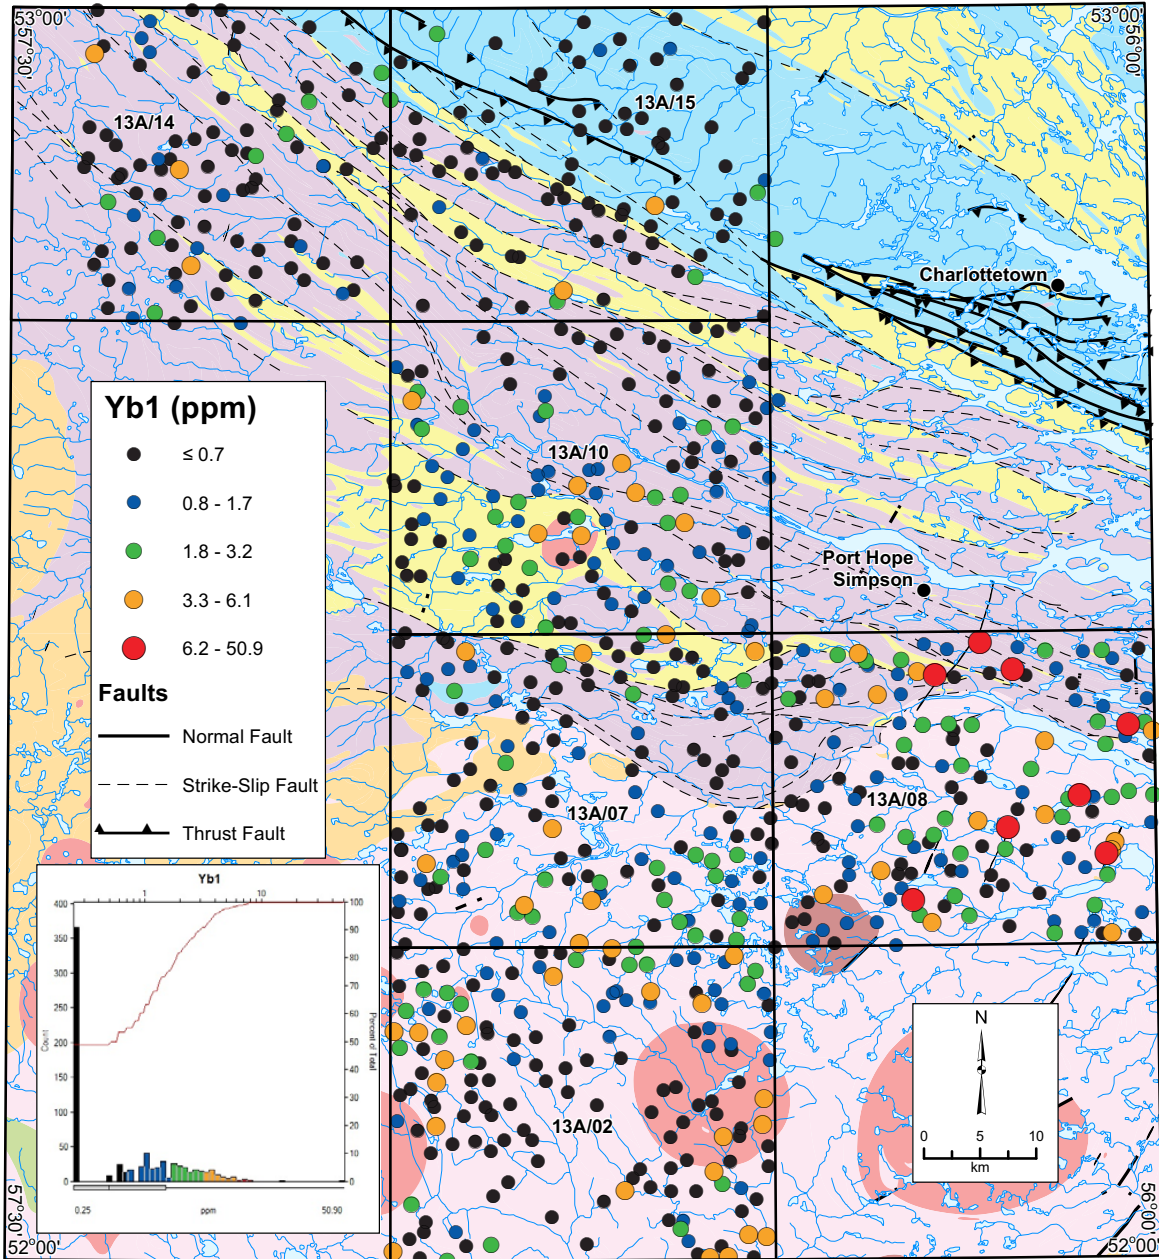 53°00'
57°30'
53°00'
56°00'
13A/14
13A/15
Charlottetown
13A/10
Port Hope
Simpson
13A/07
13A/08
13A/02
Yb1 (ppm)
≤ 0.7
0.8 - 1.7
1.8 - 3.2
3.3 - 6.1
6.2 - 50.9
Faults
Normal Fault
Strike-Slip Fault
Thrust Fault
Yb1
1 10
400
350
300
250
200
150
100
50
0
Count
100
90
80
70
60
50
40
30
20
10
0
Percent of Total
0.25 ppm 50.90
N
0 5 10
km
57°30'
52°00'
56°00'
52°00'